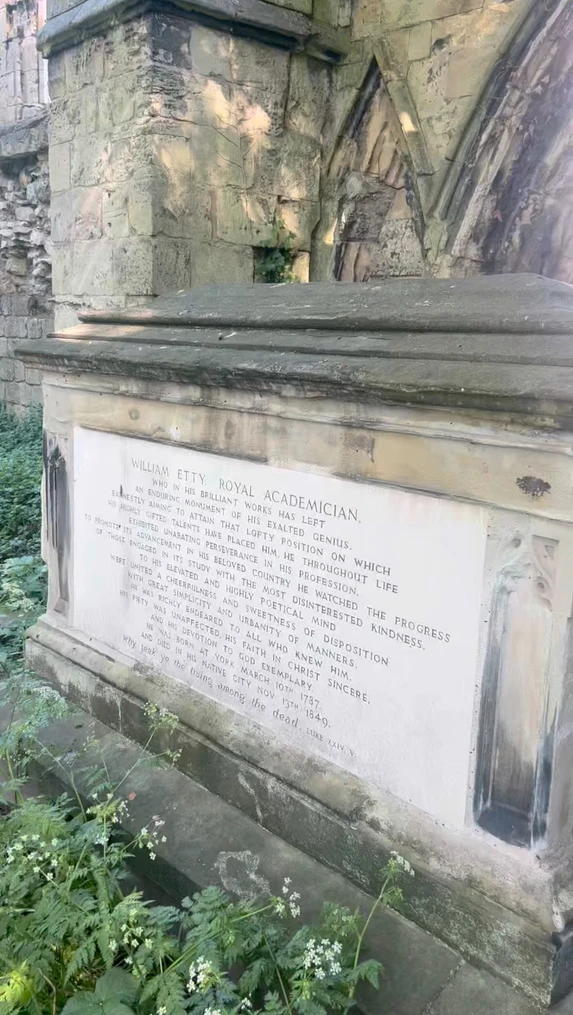 WILLIAM ETTY, ROYAL ACADEMICIAN,
WHO IN HIS BRILLIANT WORKS HAS LEFT
AN ENDURING MONUMENT OF HIS EXALTED GENIUS.
EARNESTLY AIMING TO ATTAIN THAT LOFTY POSITION ON WHICH
HIS HIGHLY GIFTED TALENTS HAVE PLACED HIM, HE THROUGHOUT LIFE
EXHIBITED UNABATING PERSEVERANCE IN HIS PROFESSION.
TO PROMOTE ITS ADVANCEMENT IN HIS BELOVED COUNTRY HE WATCHED THE PROGRESS
OF THOSE ENGAGED IN ITS STUDY WITH THE MOST DISINTERESTED KINDNESS.
TO HIS ELEVATED AND HIGHLY POETICAL MIND
WERE UNITED A CHEERFULNESS AND SWEETNESS OF DISPOSITION
WITH GREAT SIMPLICITY AND URBANITY OF MANNERS.
HE WAS RICHLY ENDEARED TO ALL WHO KNEW HIM.
HIS PIETY WAS UNAFFECTED, HIS FAITH IN CHRIST SINCERE,
AND HIS DEVOTION TO GOD EXEMPLARY.
HE WAS BORN AT YORK MARCH 10TH 1787.
AND DIED IN HIS NATIVE CITY NOV 13TH 1849.
Why seek ye the living among the dead. LUKE XXIV. V.